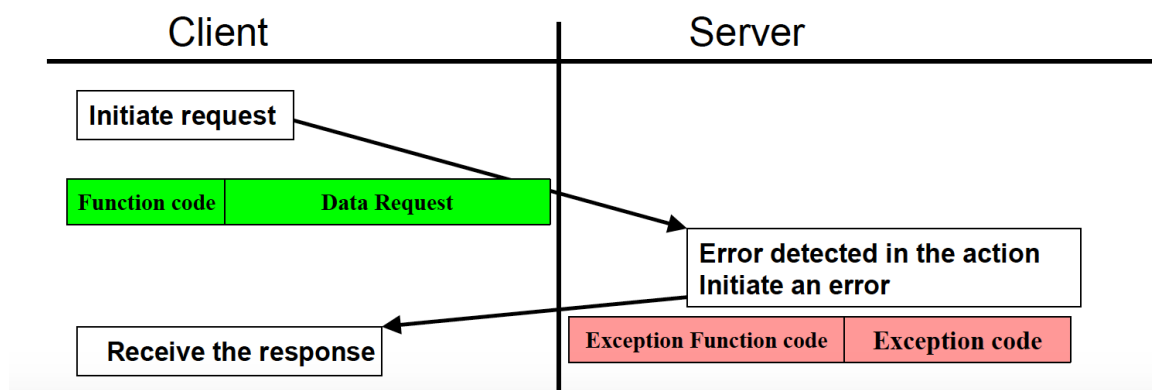 Client
Server
Initiate request
Function code
Data Request
Error detected in the action
Initiate an error
Exception Function code
Exception code
Receive the response